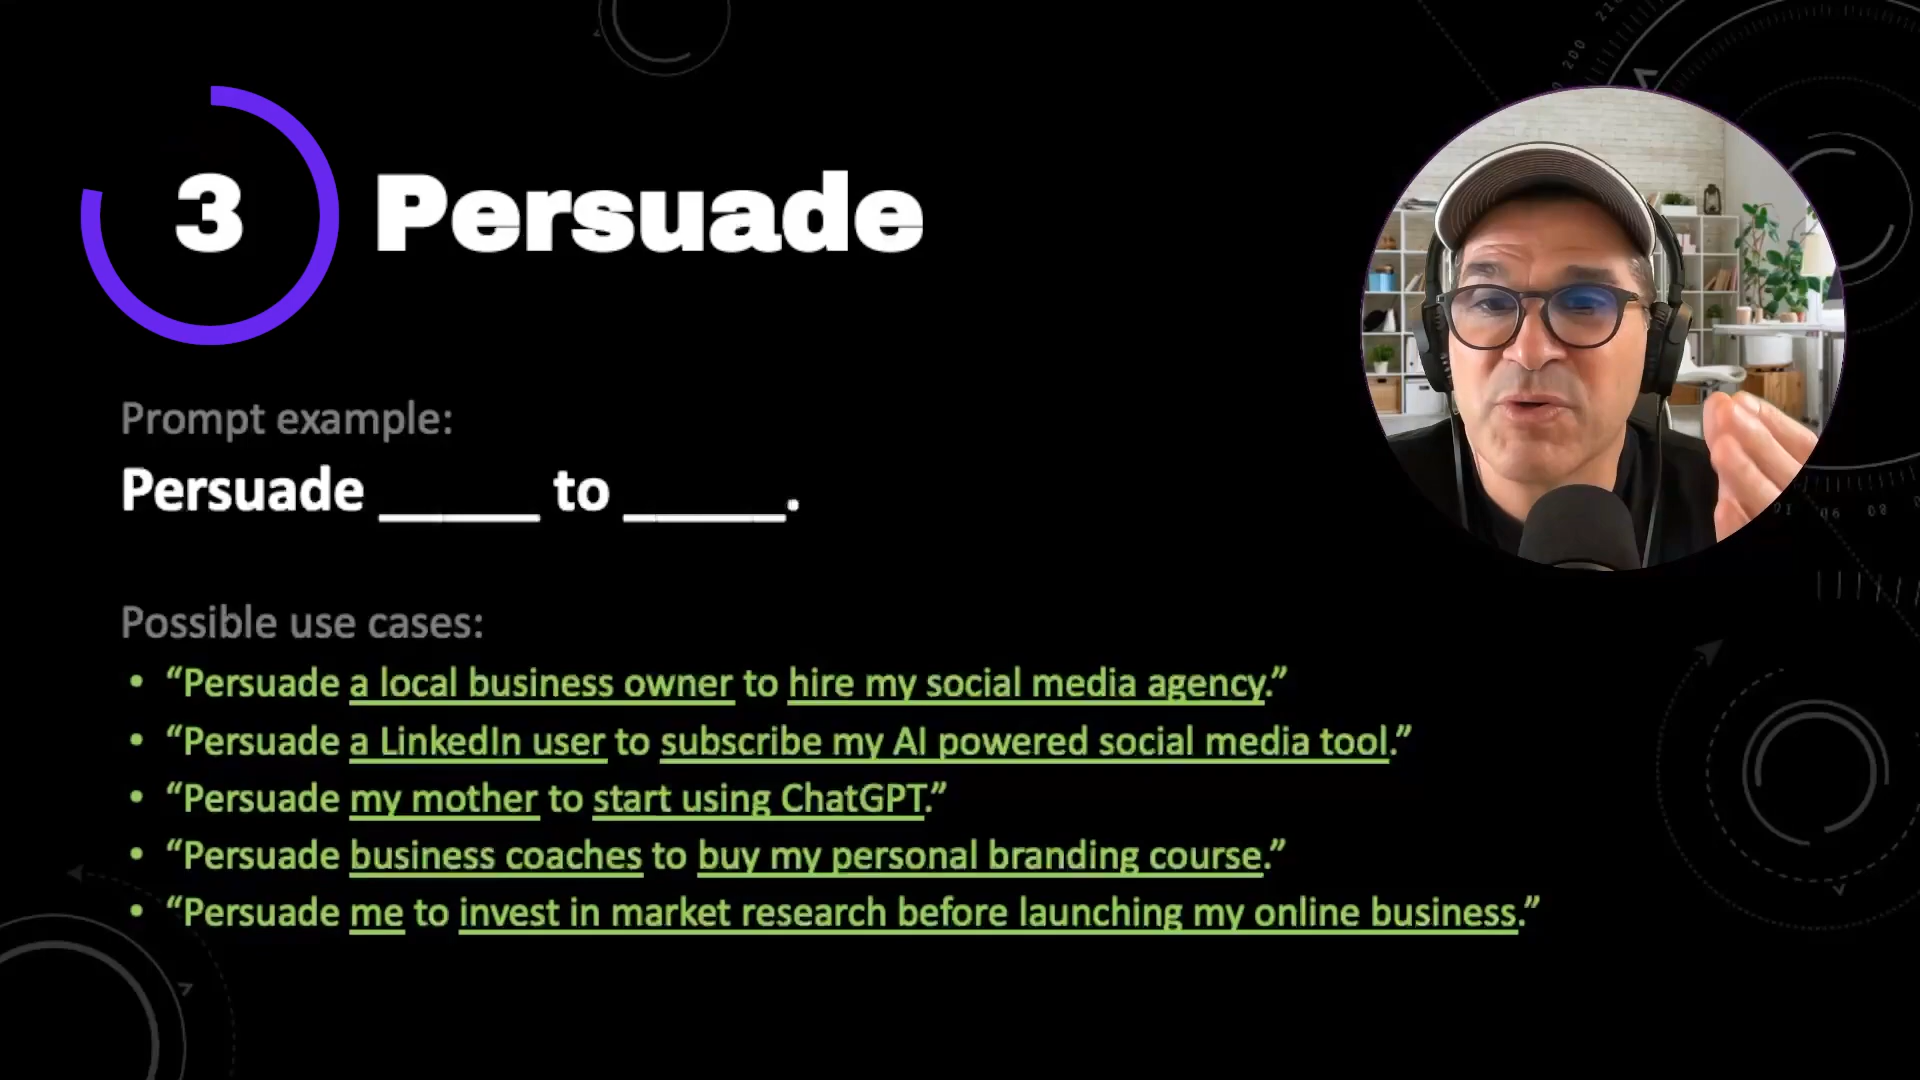 3 Persuade
Prompt example:
Persuade _____ to _____.
Possible use cases:
• “Persuade a local business owner to hire my social media agency.”
• “Persuade a LinkedIn user to subscribe my AI powered social media tool.”
• “Persuade my mother to start using ChatGPT.”
• “Persuade business coaches to buy my personal branding course.”
• “Persuade me to invest in market research before launching my online business.”
200